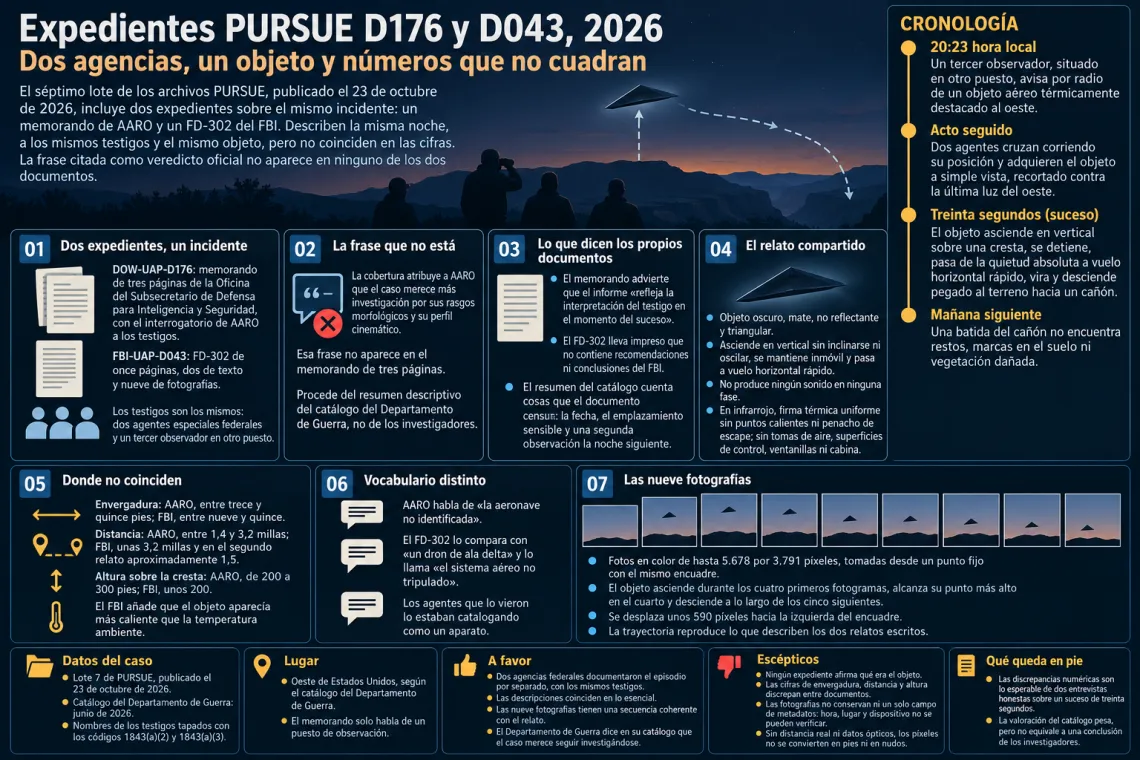 Expedientes PURSUE D176 y D043, 2026
Dos agencias, un objeto y números que no cuadran
El séptimo lote de los archivos PURSUE, publicado el 23 de octubre
de 2026, incluye dos expedientes sobre el mismo incidente: un
memorando de AARO y un FD-302 del FBI. Describen la misma noche,
a los mismos testigos y el mismo objeto, pero no coinciden en las cifras.
La frase citada como veredicto oficial no aparece en ninguno de los dos
documentos.
CRONOLOGÍA
20:23 hora local
Un tercer observador, situado
en otro puesto, avisa por radio
de un objeto aéreo térmicamente
destacado al oeste.
Acto seguido
Dos agentes cruzan corriendo
su posición y adquieren el objeto
a simple vista, recortado contra
la última luz del oeste.
Treinta segundos (suceso)
El objeto asciende en vertical
sobre una cresta, se detiene,
pasa de la quietud absoluta a vuelo
horizontal rápido, vira y desciende
pegado al terreno hacia un cañón.
Mañana siguiente
Una batida del cañón no encuentra
restos, marcas en el suelo ni
vegetación dañada.
01 Dos expedientes, un incidente
DOW-UAP-D176: memorando
de tres páginas de la Oficina
del Subsecretario de Defensa
para Inteligencia y Seguridad,
con el interrogatorio de AARO
a los testigos.
FBI-UAP-D043: FD-302 de
once páginas, dos de texto
y nueve de fotografías.
Los testigos son los mismos:
dos agentes especiales federales
y un tercer observador en otro puesto.
02 La frase que no está
La cobertura atribuye a AARO
que el caso merece más
investigación por sus rasgos
morfológicos y su perfil
cinemático.
Esa frase no aparece en el
memorando de tres páginas.
Procede del resumen descriptivo
del catálogo del Departamento
de Guerra, no de los investigadores.
03 Lo que dicen los propios
documentos
El memorando advierte
que el informe «refleja la
interpretación del testigo en
el momento del suceso».
El FD-302 lleva impreso que
no contiene recomendaciones
ni conclusiones del FBI.
El resumen del catálogo cuenta
cosas que el documento
la fecha, el emplazamiento
sensible y una segunda
observación la noche siguiente.
04 El relato compartido
Objeto oscuro, mate, no reflectante
y triangular.
Asciende en vertical sin inclinarse ni
oscilar, se mantiene inmóvil y pasa
a vuelo horizontal rápido.
No produce ningún sonido en ninguna
fase.
En infrarrojo, firma térmica uniforme
sin puntos calientes ni penacho de
escape; sin tomas de aire, superficies
de control, ventanillas ni cabina.
05 Donde no coinciden
Envergadura: AARO, entre trece y
quince pies; FBI, entre nueve y quince.
Distancia: AARO, entre 1,4 y 3,2 millas;
FBI, unas 3,2 millas y en el segundo
relato aproximadamente 1,5.
Altura sobre la cresta: AARO, de 200 a
300 pies; FBI, unos 200.
El FBI añade que el objeto aparecía
más caliente que la temperatura
ambiente.
06 Vocabulario distinto
AARO habla de «la aeronave
no identificada».
El FD-302 lo compara con
«un dron de ala delta» y lo
llama «el sistema aéreo no
tripulado».
Los agentes que lo vieron
lo estaban catalogando
como un aparato.
07 Las nueve fotografías
Fotos en color de hasta 5.678 por 3.791 píxeles, tomadas desde un punto fijo
con el mismo encuadre.
El objeto asciende durante los cuatro primeros fotogramas, alcanza su punto más alto
en el cuarto y desciende a lo largo de los cinco siguientes.
Se desplaza unos 590 píxeles hacia la izquierda del encuadre.
La trayectoria reproduce lo que describen los dos relatos escritos.
Datos del caso
Lote 7 de PURSUE, publicado el
23 de octubre de 2026.
Catálogo del Departamento de Guerra:
junio de 2026.
Nombres de los testigos tapados con
los códigos 1843(a)(2) y 1843(a)(3).
Lugar
Oeste de Estados Unidos, según
el catálogo del Departamento
de Guerra.
El memorando solo habla de un
puesto de observación.
A favor
Dos agencias federales documentaron el episodio
por separado, con los mismos testigos.
Las descripciones coinciden en lo esencial.
Las nueve fotografías tienen una secuencia coherente
con el relato.
El Departamento de Guerra dice en su catálogo que
el caso merece seguir investigándose.
Escépticos
Ningún expediente afirma qué era el objeto.
Las cifras de envergadura, distancia y altura
discrepan entre documentos.
Las fotografías no conservan ni un solo campo
de metadatos: hora, lugar y dispositivo no se
pueden verificar.
Sin distancia real ni datos ópticos, los píxeles
no se convierten en pies ni en nudos.
Qué queda en pie
Las discrepancias numéricas son
lo esperable de dos entrevistas
honestas sobre un suceso de treinta
segundos.
La valoración del catálogo pesa,
pero no equivale a una conclusión
de los investigadores.